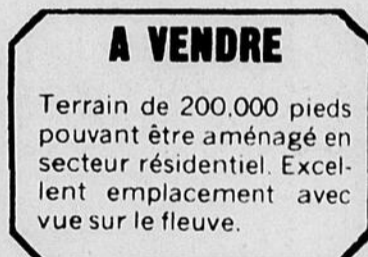 A VENDRE
Terrain de 200.000 pieds
pouvant être aménagé en
secteur résidentiel. Excel-
lent emplacement avec
vue sur le fleuve.